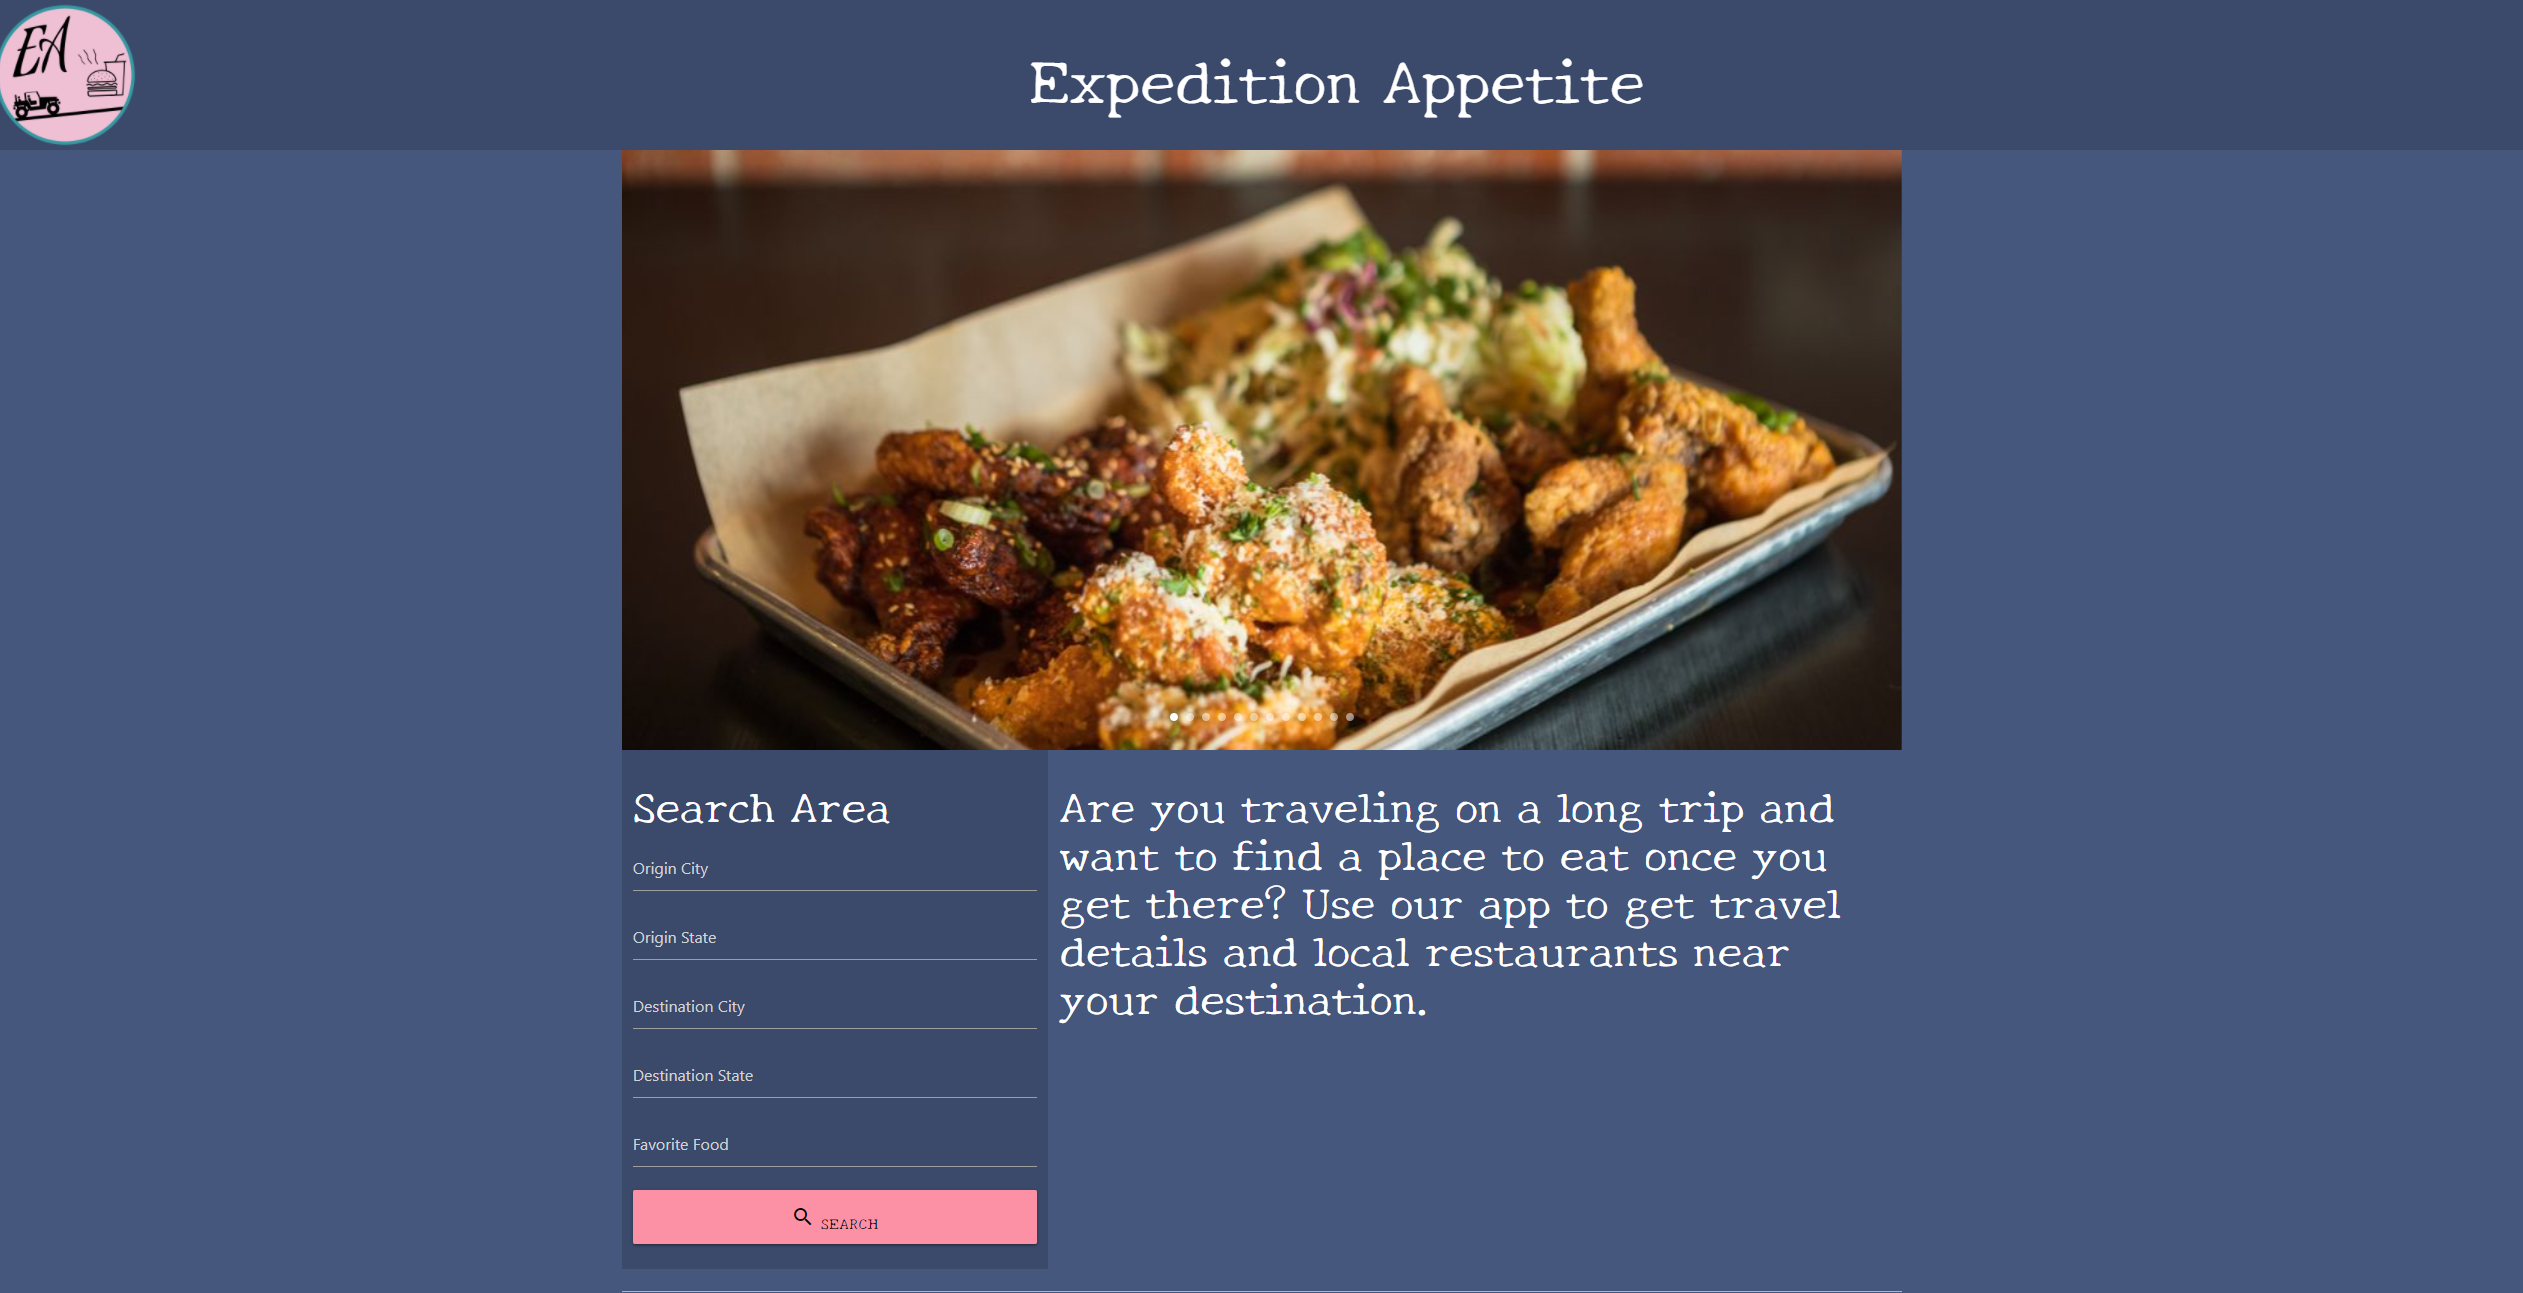 EA
Expedition Appetite
Search Area
Origin City
Origin State
Destination City
Destination State
Favorite Food
SEARCH
Are you traveling on a long trip and
want to find a place to eat once you
get there? Use our app to get travel
details and local restaurants near
your destination.